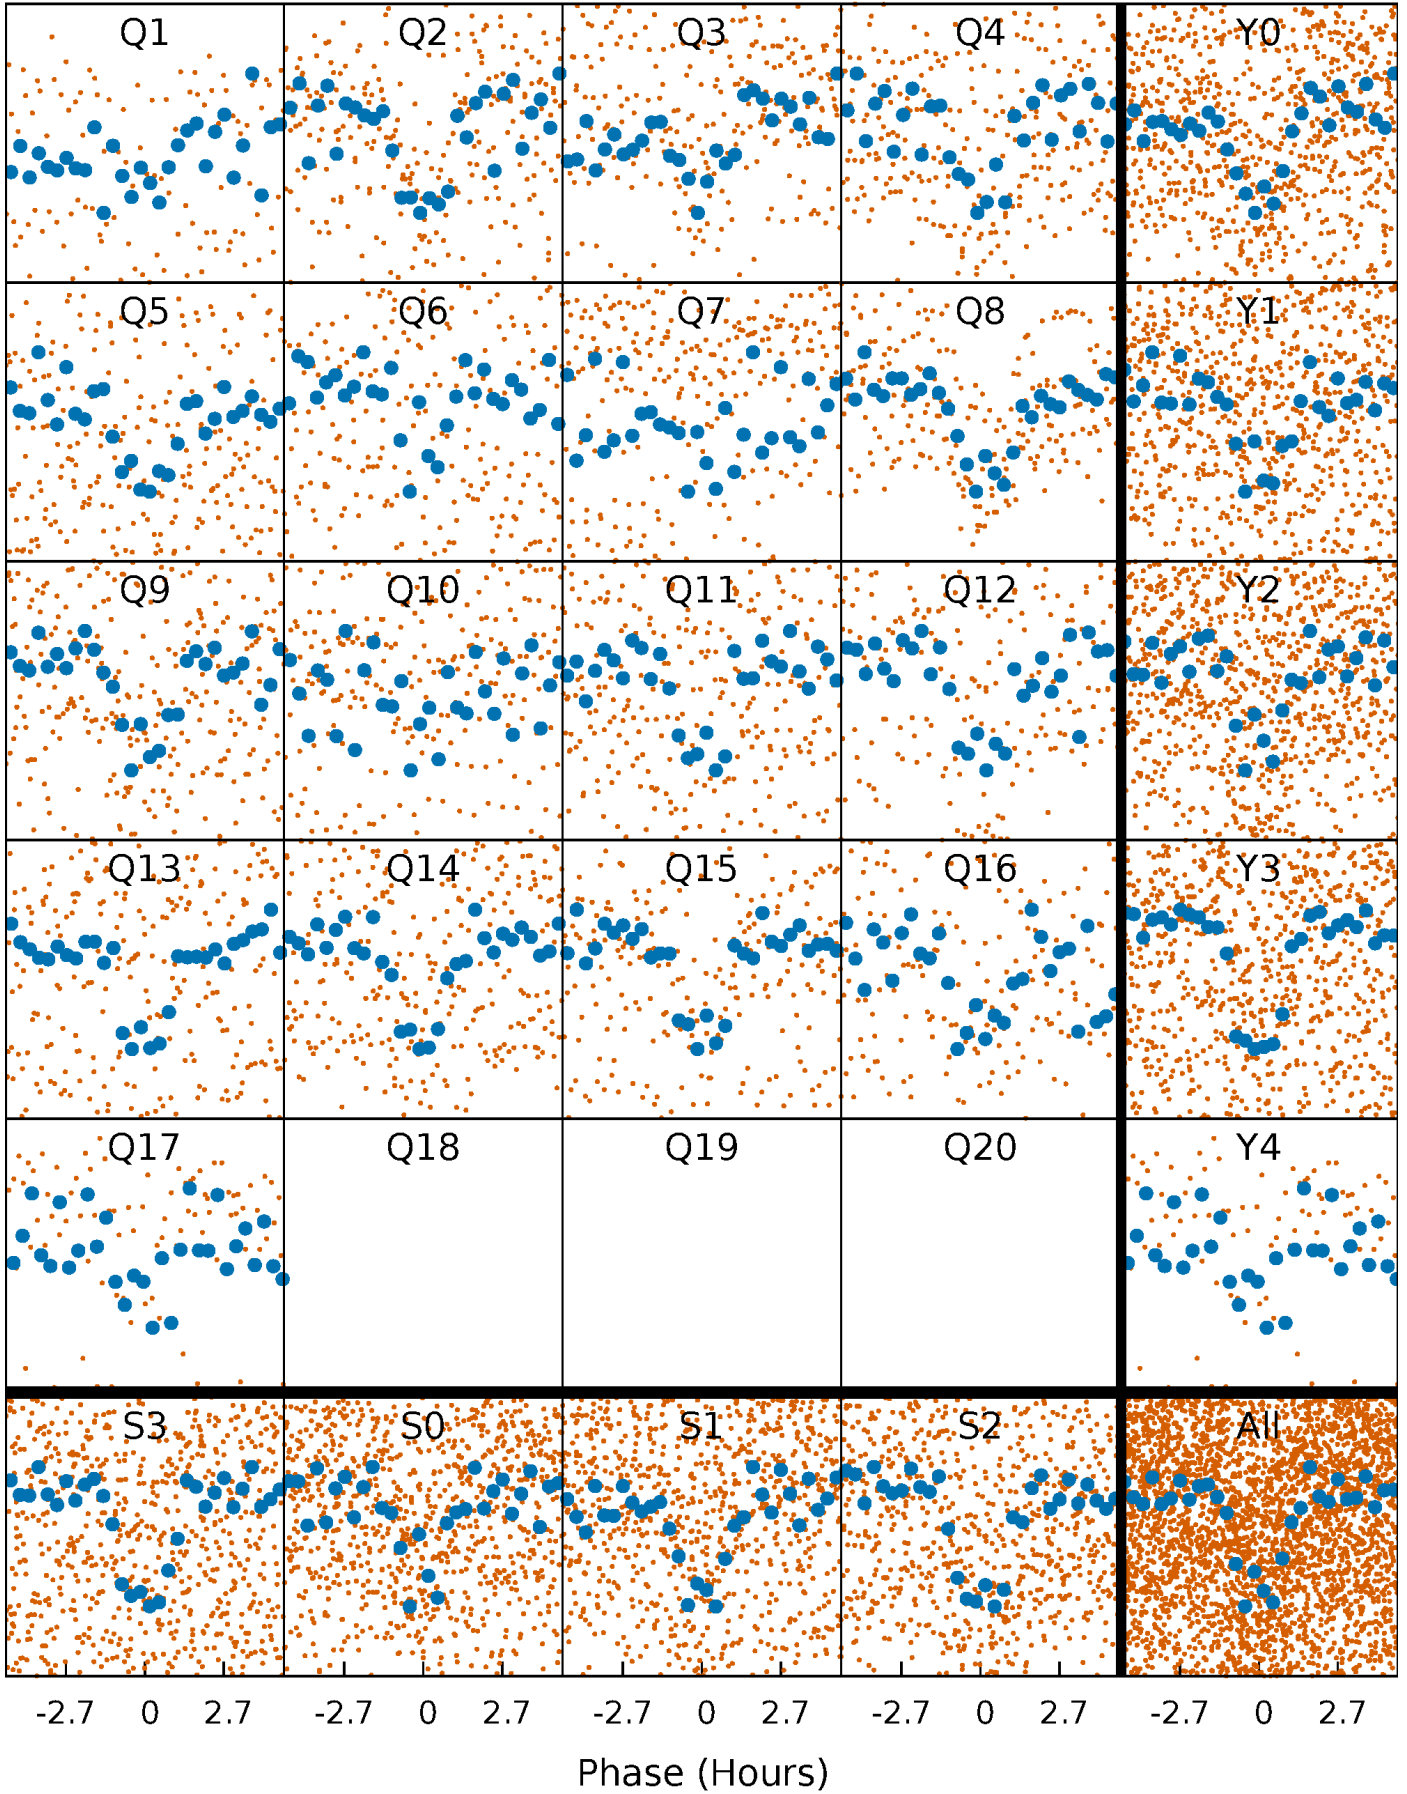 Q1 Q2 Q3 Q4 Y0
Q5 Q6 Q7 Q8 Y1
Q9 Q10 Q11 Q12 Y2
Q13 Q14 Q15 Q16 Y3
Q17 Q18 Q19 Q20 Y4
S3 S0 S1 S2 All
-2.7 0 2.7 -2.7 0 2.7 -2.7 0 2.7 -2.7 0 2.7 -2.7 0 2.7
Phase (Hours)